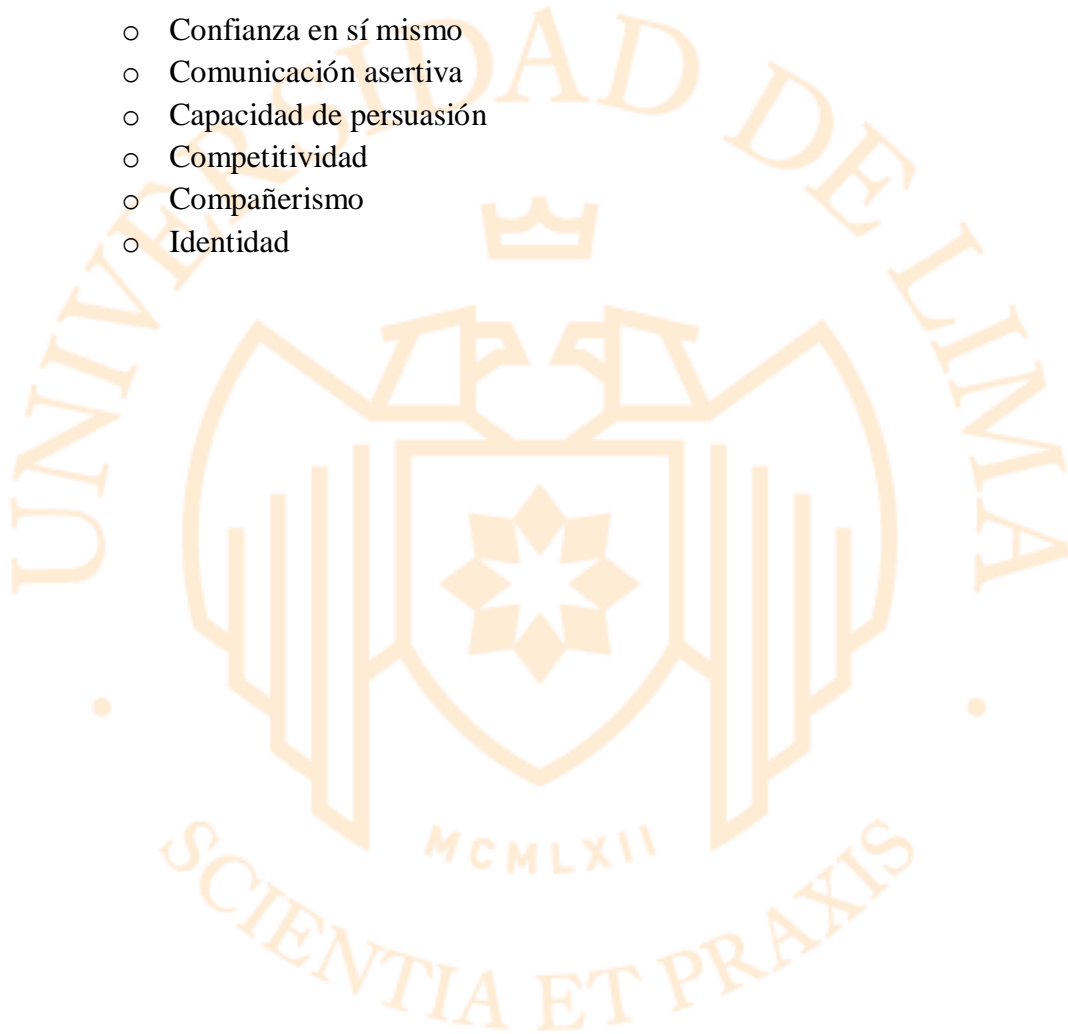 o Confianza en sí mismo
o Comunicación asertiva
o Capacidad de persuasión
o Competitividad
o Compañerismo
o Identidad
UNIVERSIDAD DE LIMA
MCMLXII
SCIENTIA ET PRAXIS